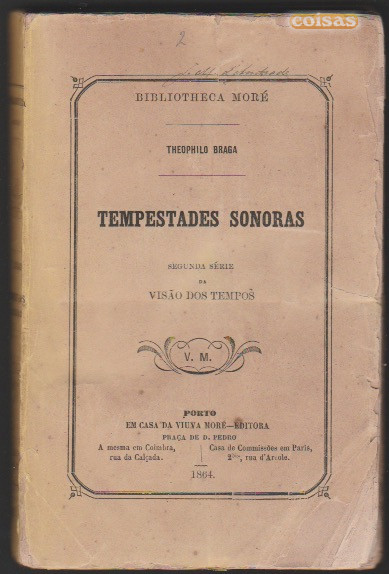 coisas
2
BIBLIOTHECA MORÉ
THEOPHILO BRAGA
TEMPESTADES SONORAS
SEGUNDA SÉRIE
DA
VISÃO DOS TEMPOS
V. M.
PORTO
EM CASA DA VIUVA MORÉ—EDITORA
PRAÇA DE D. PEDRO
A mesma em Coimbra,
rua da Calçada.
Casa de Commissões em Paris,
2bis, rua d'Arcole.
1864.